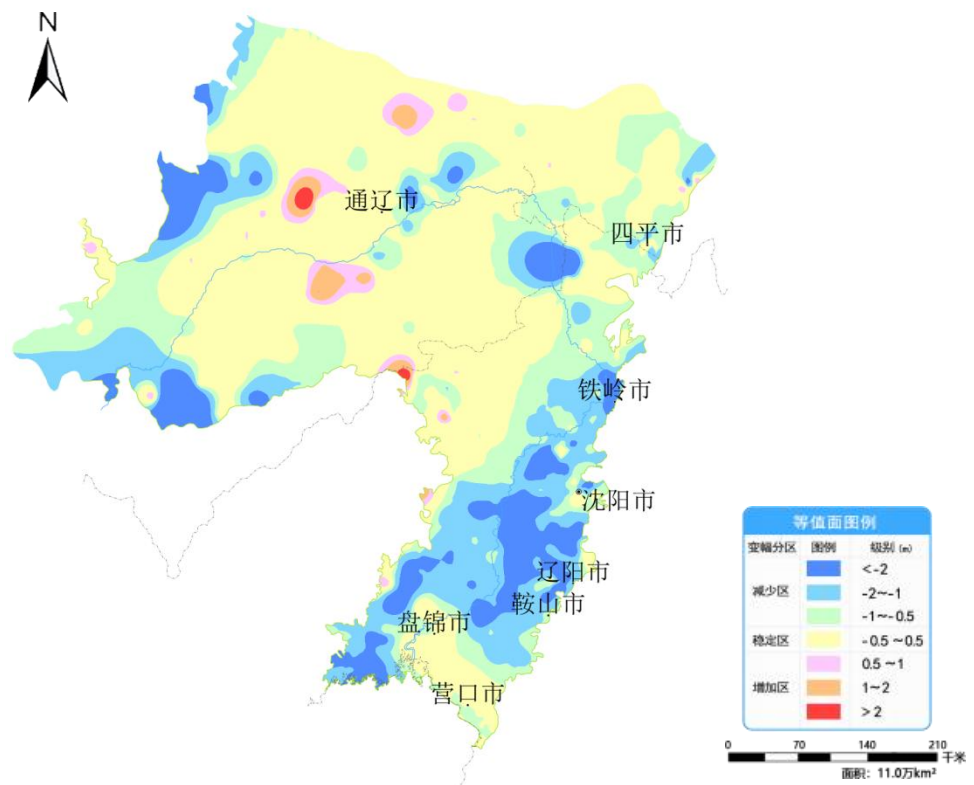 N
通辽市
四平市
铁岭市
沈阳市
辽阳市
鞍山市
盘锦市
营口市
等值面图例
变幅分区 图例 级别 (m)
减少区
<-2
-2~-1
-1~-0.5
稳定区 -0.5~0.5
增加区
0.5~1
1~2
>2
0 70 140 210 千米
面积：11.0万km²